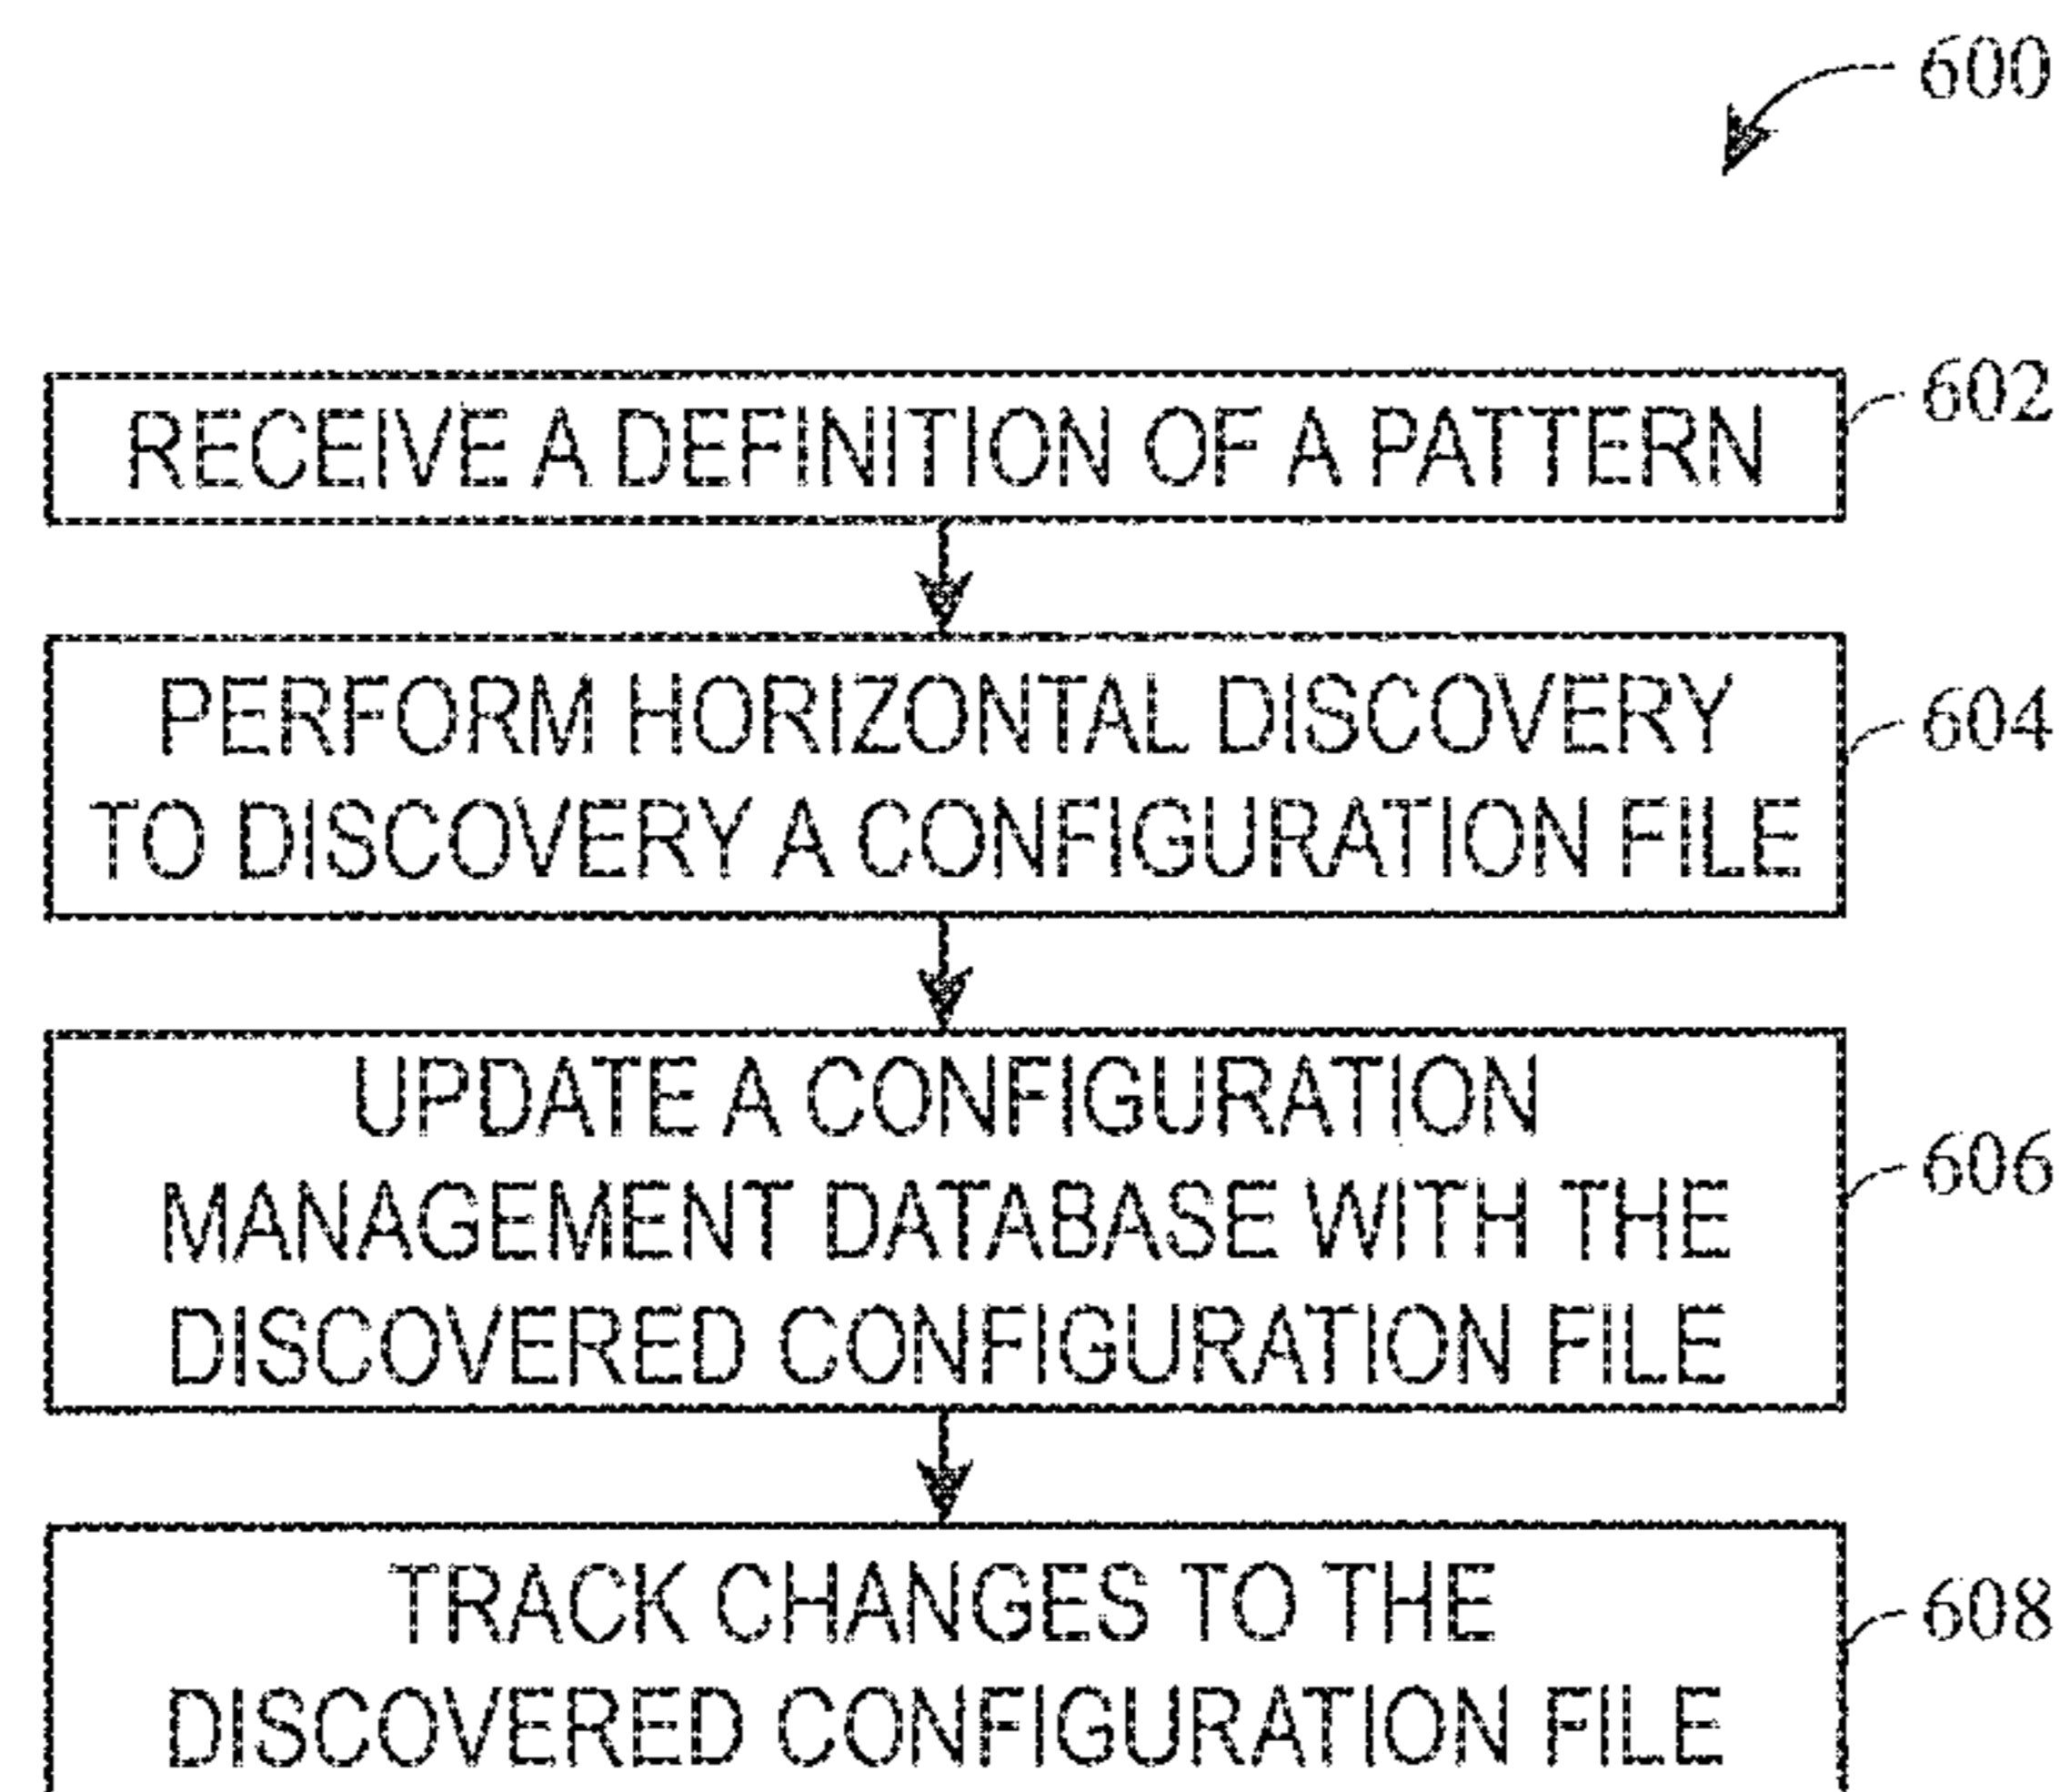 600
RECEIVE A DEFINITION OF A PATTERN
602
PERFORM HORIZONTAL DISCOVERY
TO DISCOVERY A CONFIGURATION FILE
604
UPDATE A CONFIGURATION
MANAGEMENT DATABASE WITH THE
DISCOVERED CONFIGURATION FILE
606
TRACK CHANGES TO THE
DISCOVERED CONFIGURATION FILE
608